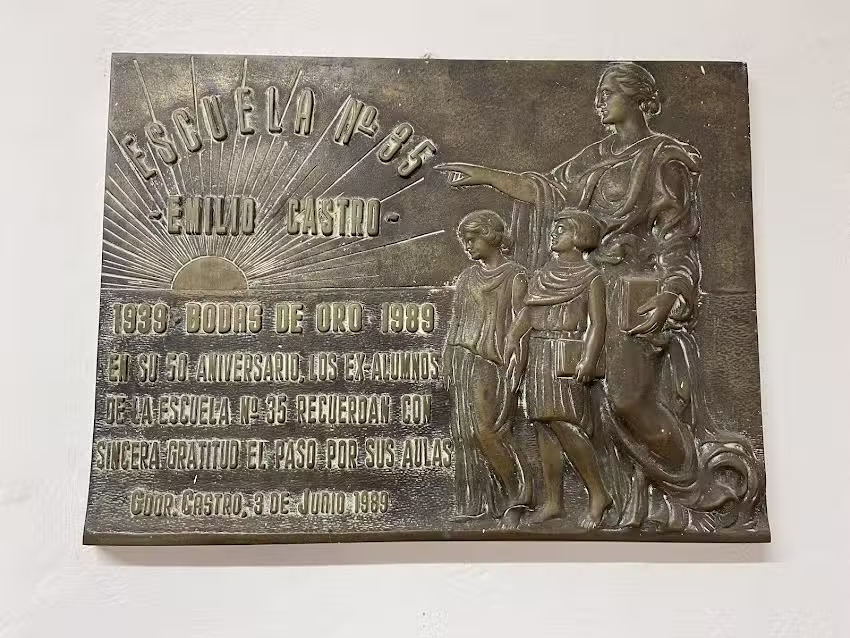 ESCUELA Nº 35
- EMILIO CASTRO -
1939 - BODAS DE ORO - 1989
EN SU 50 ANIVERSARIO, LOS EX-ALUMNOS
DE LA ESCUELA Nº 35 RECUERDAN CON
SINCERA GRATITUD EL PASO POR SUS AULAS
GDOR. CASTRO, 3 DE JUNIO 1989